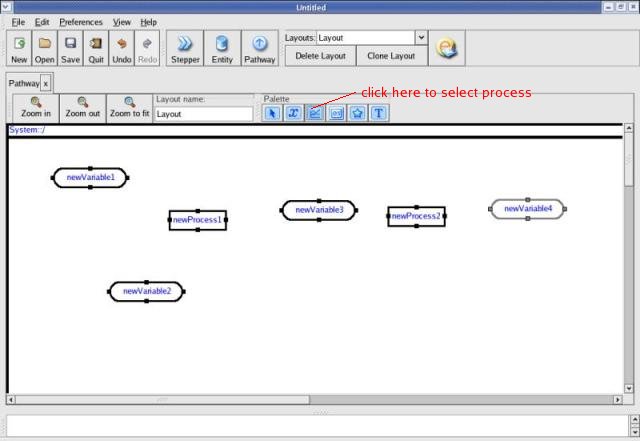 Untitled
File Edit Preferences View Help
Layouts: Layout
New Open Save Quit Undo Redo Stepper Entity Pathway Delete Layout Clone Layout
Pathway x
click here to select process
Layout name: Palette
Zoom in Zoom out Zoom to fit Layout T
System::/
newVariable1
newVariable4
newVariable3
newProcess2
newProcess1
newVariable2